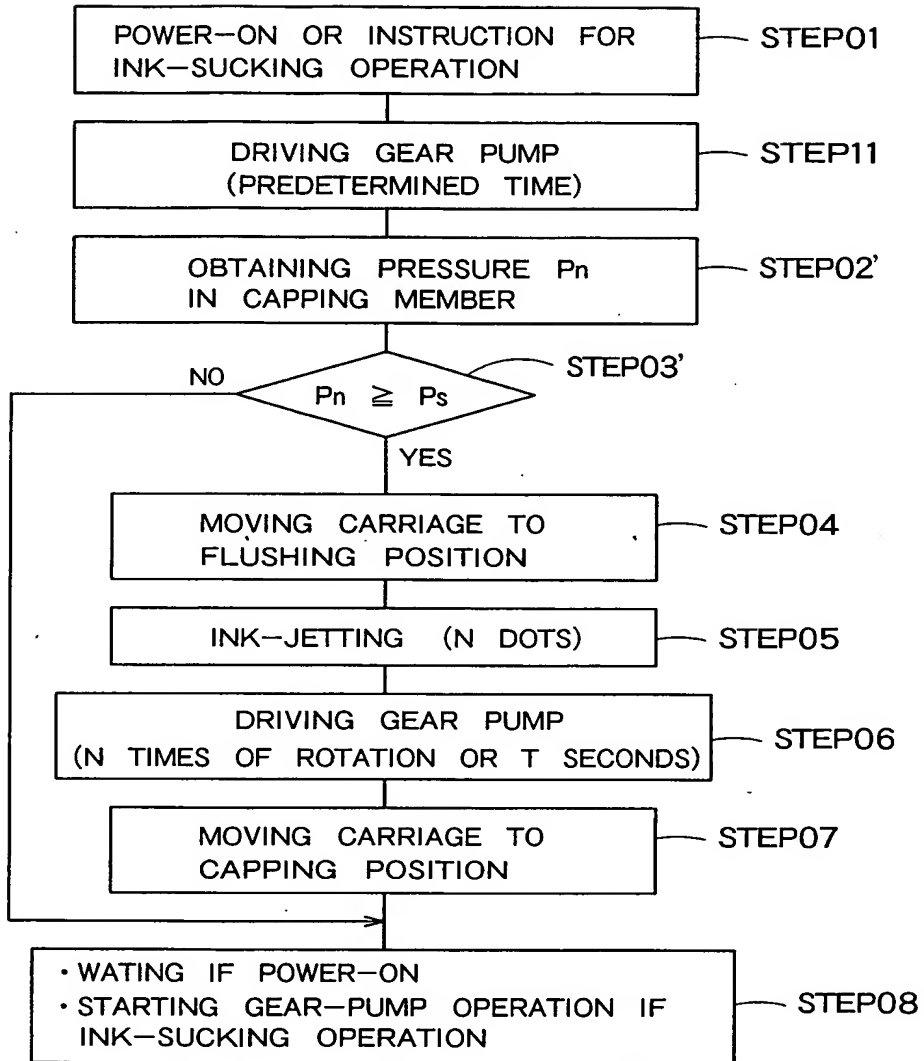 POWER-ON OR INSTRUCTION FOR
INK-SUCKING OPERATION
STEP01
DRIVING GEAR PUMP
(PREDETERMINED TIME)
STEP11
OBTAINING PRESSURE Pn
IN CAPPING MEMBER
STEP02'
STEP03'
NO
Pn ≧ Ps
YES
MOVING CARRIAGE TO
FLUSHING POSITION
STEP04
INK-JETTING (N DOTS)
STEP05
DRIVING GEAR PUMP
(N TIMES OF ROTATION OR T SECONDS)
STEP06
MOVING CARRIAGE TO
CAPPING POSITION
STEP07
・WATING IF POWER-ON
・STARTING GEAR-PUMP OPERATION IF
INK-SUCKING OPERATION
STEP08